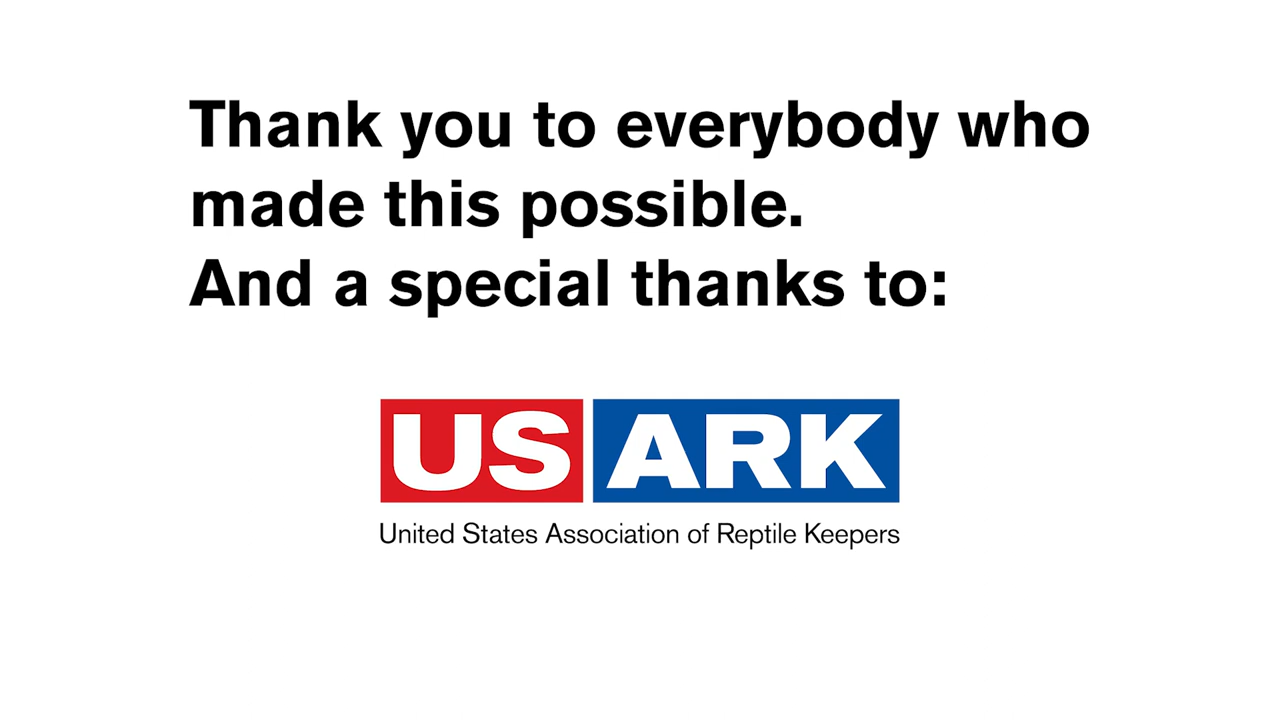 Thank you to everybody who
made this possible.
And a special thanks to:
US ARK
United States Association of Reptile Keepers